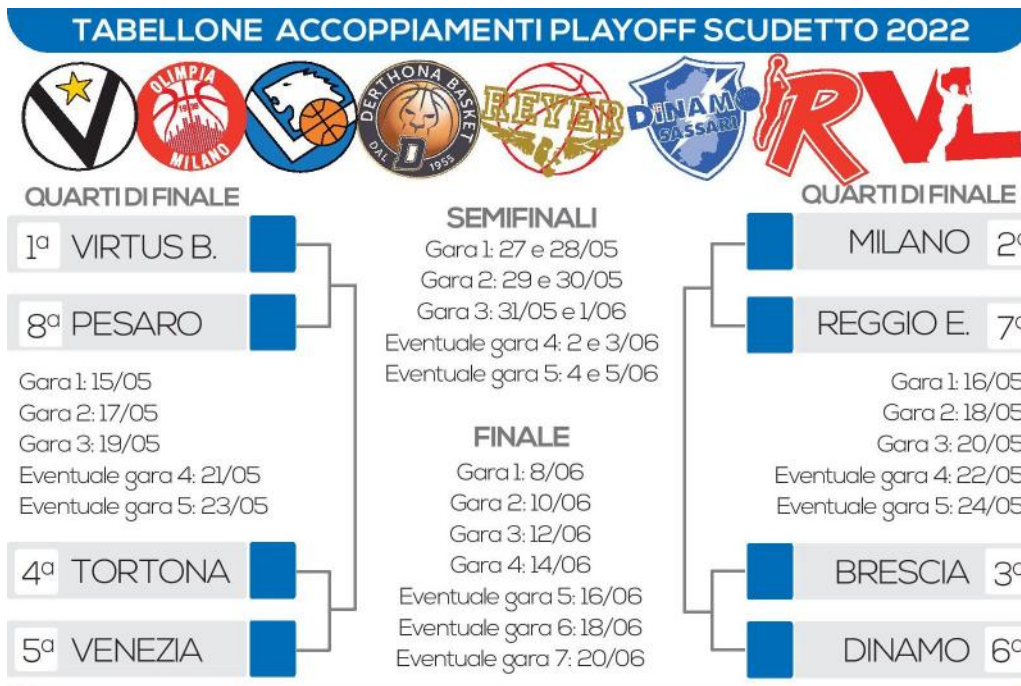 TABELLONE ACCOPPIAMENTI PLAYOFF SCUDETTO 2022
OLIMPIA
1936
MILANO
DERTHONA BASKET
D
DAL 1955
REYER
DINAMO
SASSARI
R
VL
QUARTI DI FINALE
1ª VIRTUS B.
8ª PESARO
Gara 1: 15/05
Gara 2: 17/05
Gara 3: 19/05
Eventuale gara 4: 21/05
Eventuale gara 5: 23/05
4ª TORTONA
5ª VENEZIA
SEMIFINALI
Gara 1: 27 e 28/05
Gara 2: 29 e 30/05
Gara 3: 31/05 e 1/06
Eventuale gara 4: 2 e 3/06
Eventuale gara 5: 4 e 5/06
FINALE
Gara 1: 8/06
Gara 2: 10/06
Gara 3: 12/06
Gara 4: 14/06
Eventuale gara 5: 16/06
Eventuale gara 6: 18/06
Eventuale gara 7: 20/06
QUARTI DI FINALE
MILANO 2ª
REGGIO E. 7ª
Gara 1: 16/05
Gara 2: 18/05
Gara 3: 20/05
Eventuale gara 4: 22/05
Eventuale gara 5: 24/05
BRESCIA 3ª
DINAMO 6ª